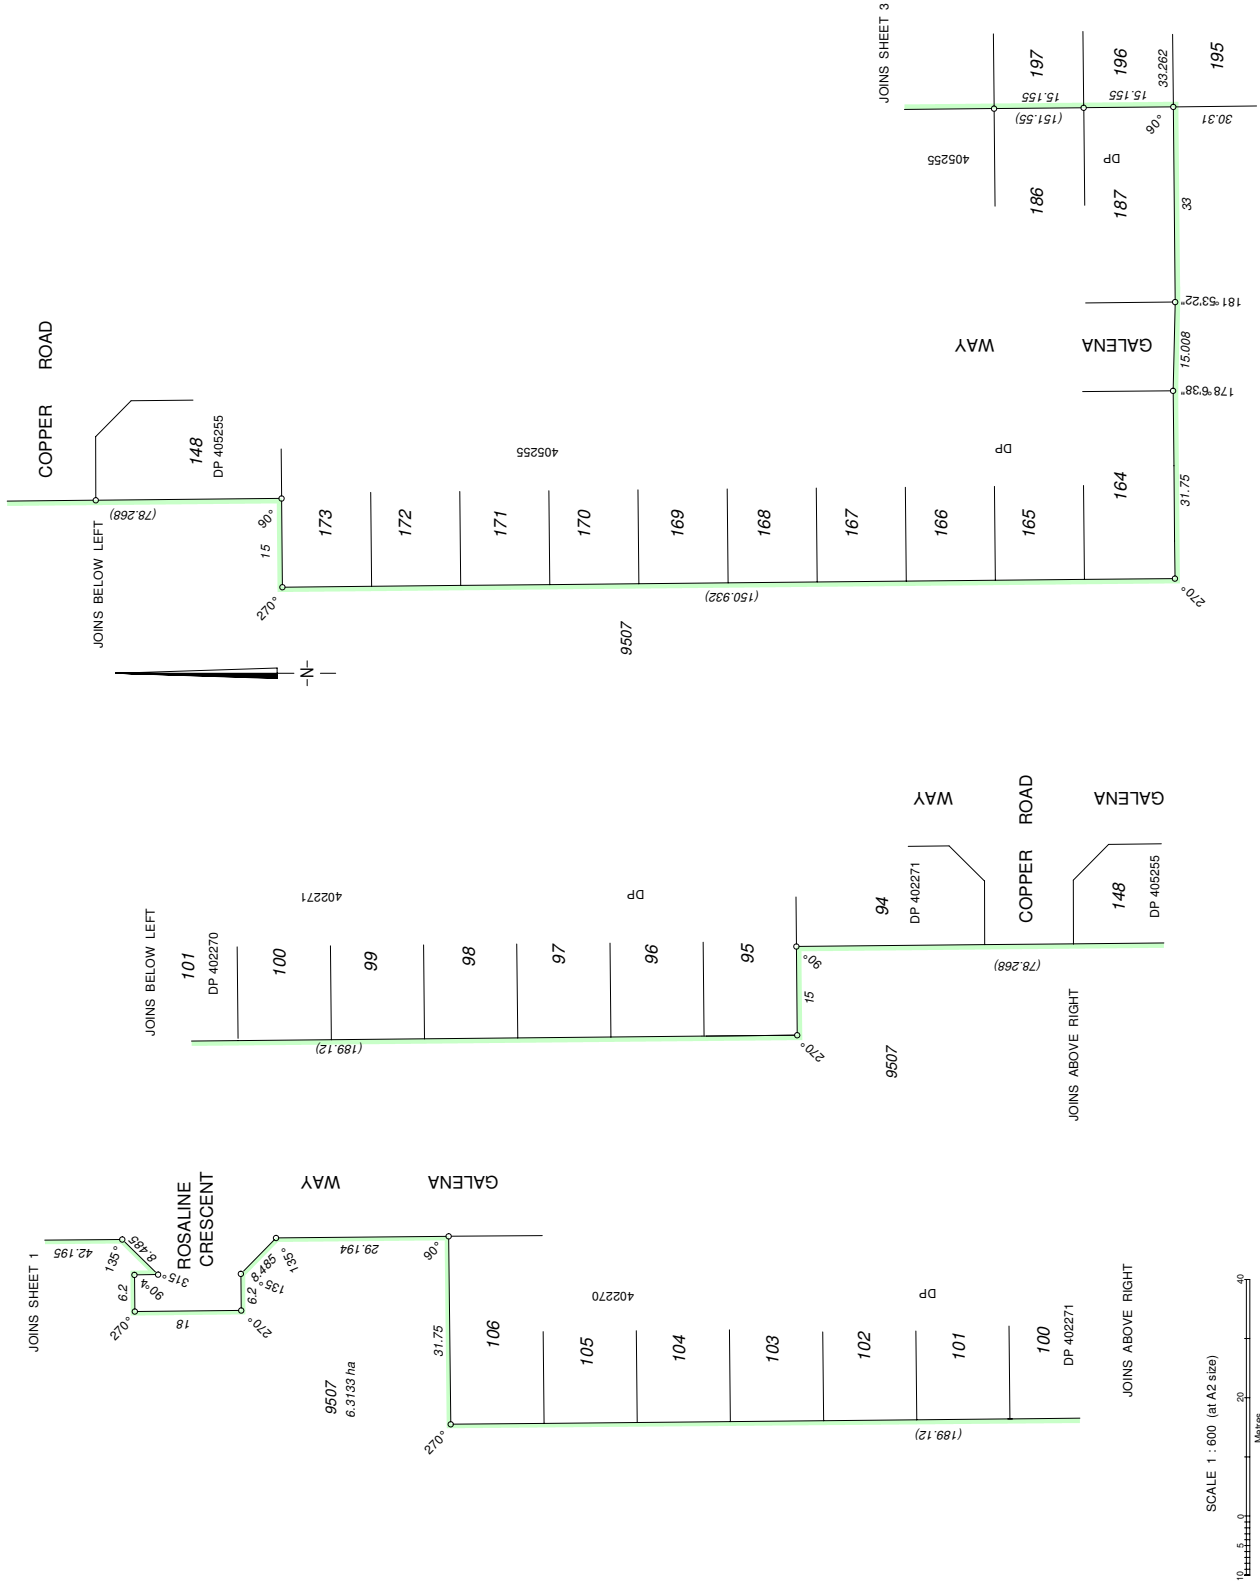 JOINS SHEET 3
197
196
195
33.262
15.155
15.155
(151.55)
90°
30.31
405255
DP
186
187
33
181°53'22"
15.008
178°6'38"
WAY
GALENA
COPPER ROAD
148
DP 405255
(78.268)
JOINS BELOW LEFT
90°
15
270°
405255
DP
173
172
171
170
169
168
167
166
165
164
31.75
(150.932)
270°
9507
N
WAY
COPPER ROAD
GALENA
94
DP 402271
148
DP 405255
JOINS BELOW LEFT
402271
DP
101
DP 402270
100
99
98
97
96
95
90°
(78.268)
15
(189.12)
270°
9507
JOINS ABOVE RIGHT
ROSALINE
CRESCENT
WAY
GALENA
JOINS SHEET 1
42.195
135°
8.485
315°
4
90°
6.2
270°
18
270°
6.2
135°
8.485
135°
29.194
90°
9507
6.3133 ha
31.75
270°
402270
DP
106
105
104
103
102
101
100
DP 402271
(189.12)
JOINS ABOVE RIGHT
SCALE 1 : 600 (at A2 size)
10 5 0 20 40
Metres